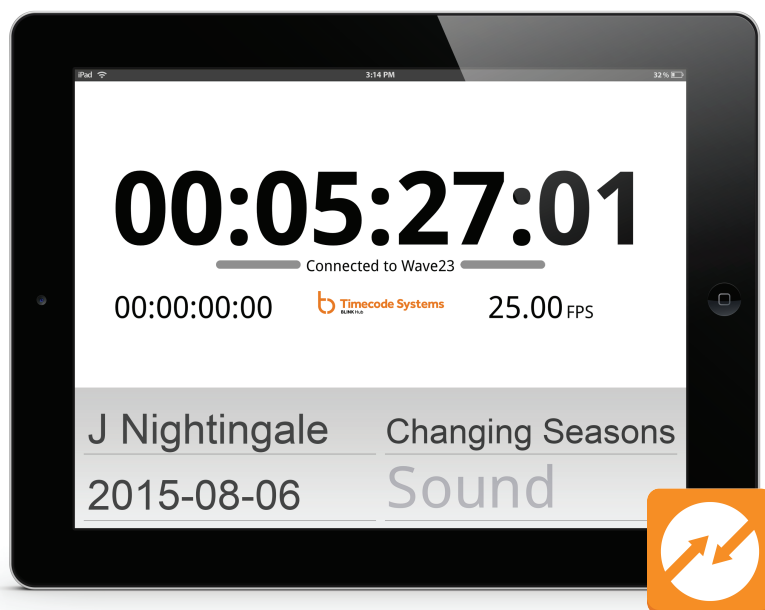 iPad 3:14 PM 32%
00:05:27:01
Connected to Wave23
00:00:00:00 Timecode Systems 25.00 FPS
BLINK Hub
J Nightingale Changing Seasons
2015-08-06 Sound